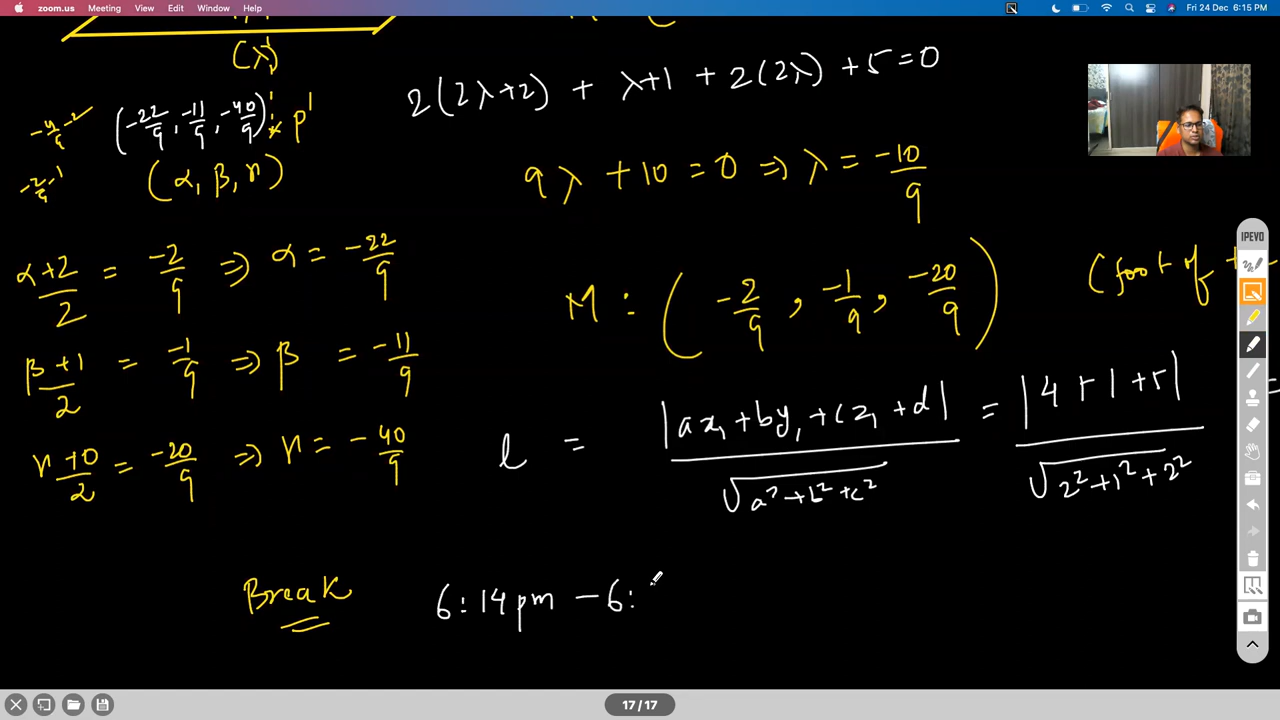 zoom.us Meeting View Edit Window Help Fri 24 Dec 6:15 PM
(λ)
2(2λ+2) + λ+1 + 2(2λ) +5=0
(-22/9, -11/9, -40/9) : P'
(α, β, γ)
9λ + 10 = 0 ⇒ λ = -10/9
α+2/2 = -2/9 ⇒ α = -22/9
M : (-2/9, -1/9, -20/9) (foot of
β+1/2 = -1/9 ⇒ β = -11/9
l = |ax₁+by₁+cz₁+d|/√a²+b²+c² = |4+1+5|/√2²+1²+2² =
γ+0/2 = -20/9 ⇒ γ = -40/9
Break 6:14pm – 6:
IPEVO
17/17